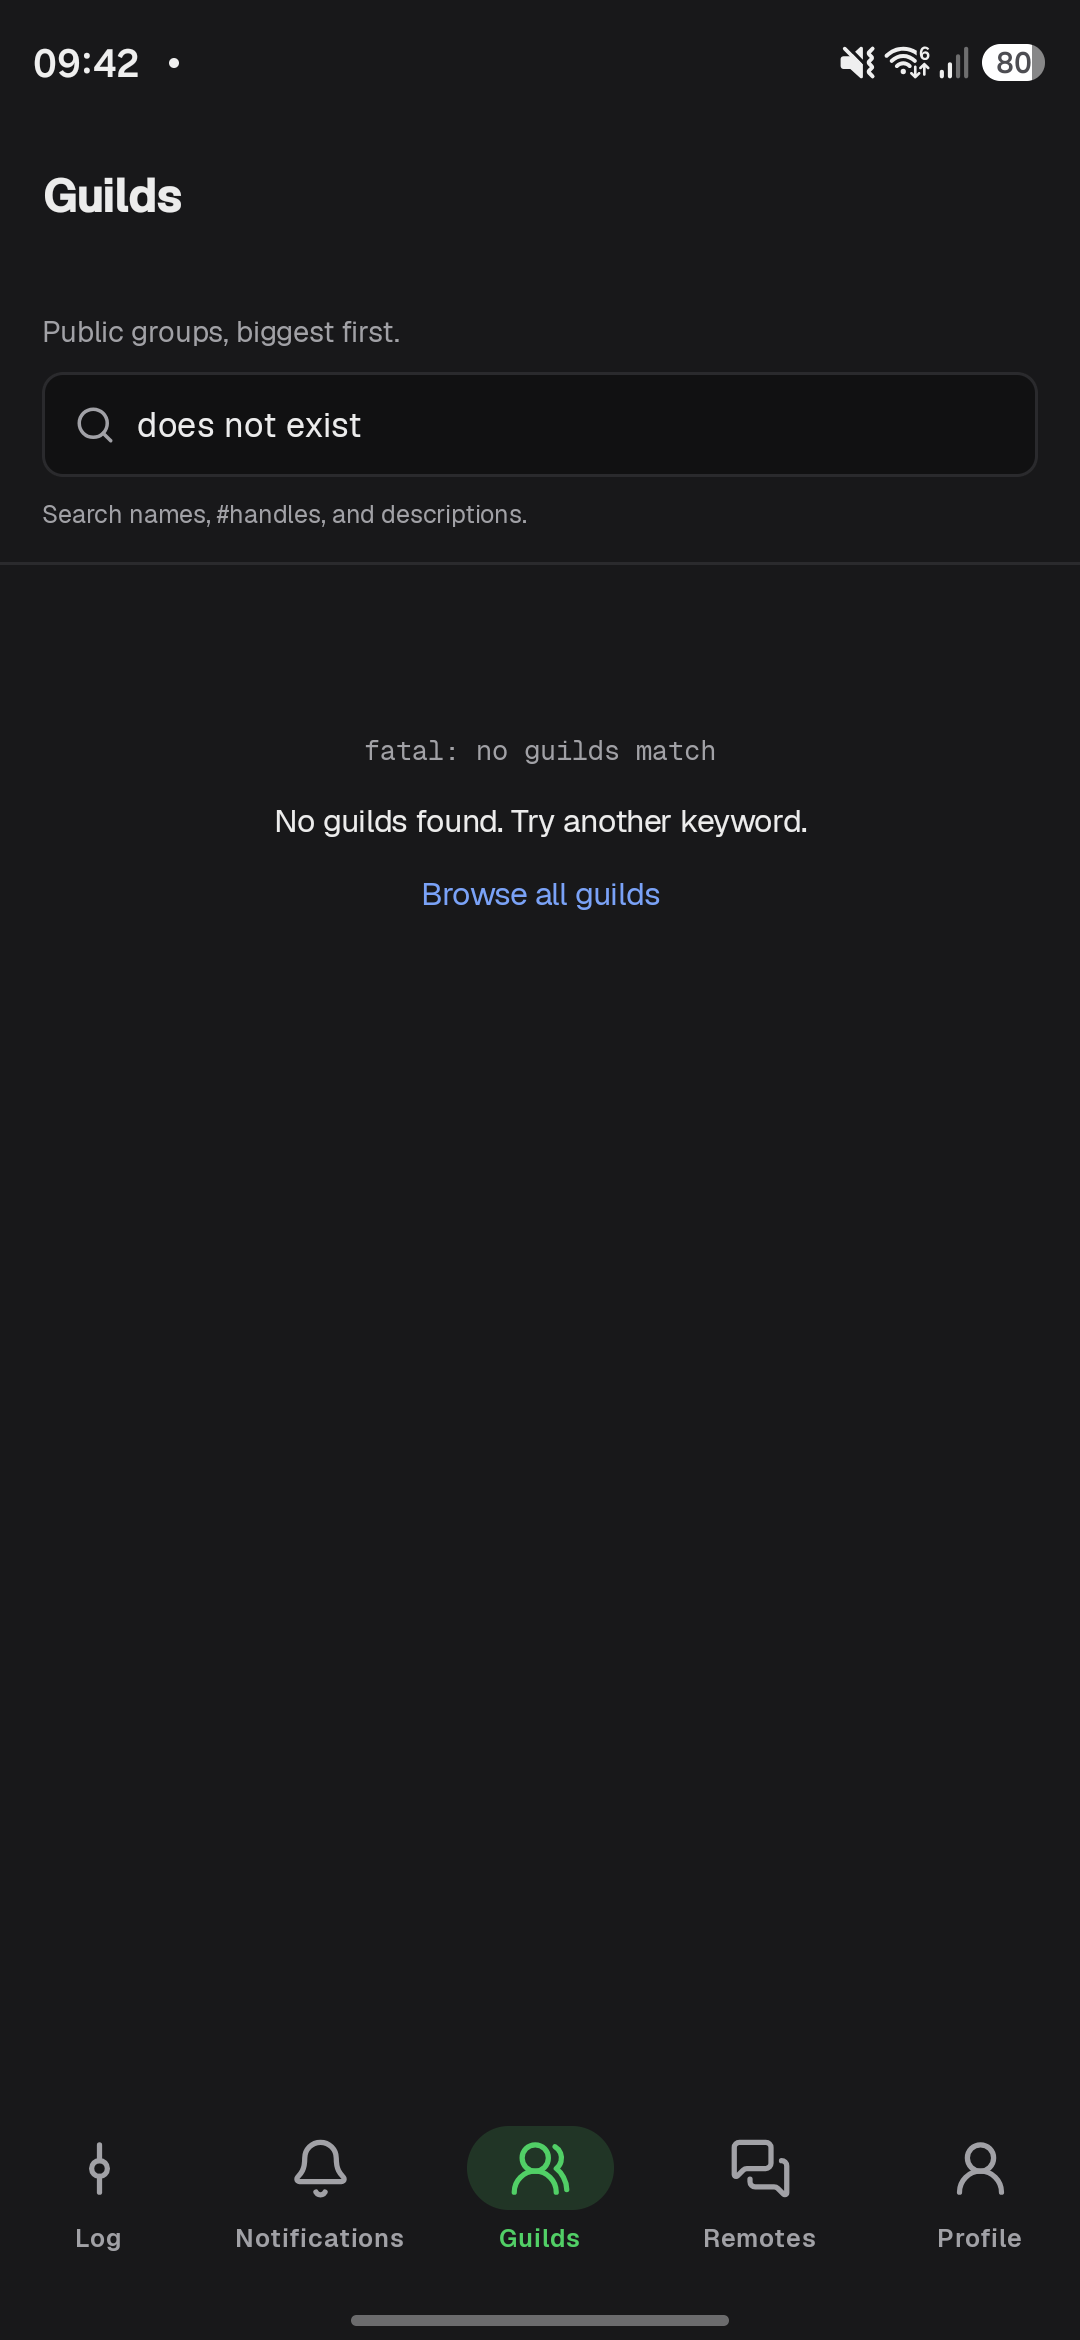 09:42
6
80
Guilds
Public groups, biggest first.
does not exist
Search names, #handles, and descriptions.
fatal: no guilds match
No guilds found. Try another keyword.
Browse all guilds
Log
Notifications
Guilds
Remotes
Profile